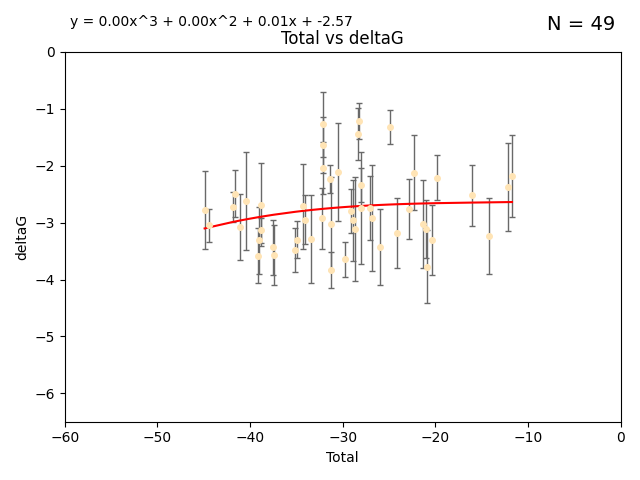 y = 0.00x^3 + 0.00x^2 + 0.01x + -2.57
N = 49
Total vs deltaG
0
−1
−2
−3
−4
−5
−6
deltaG
−60 −50 −40 −30 −20 −10 0
Total